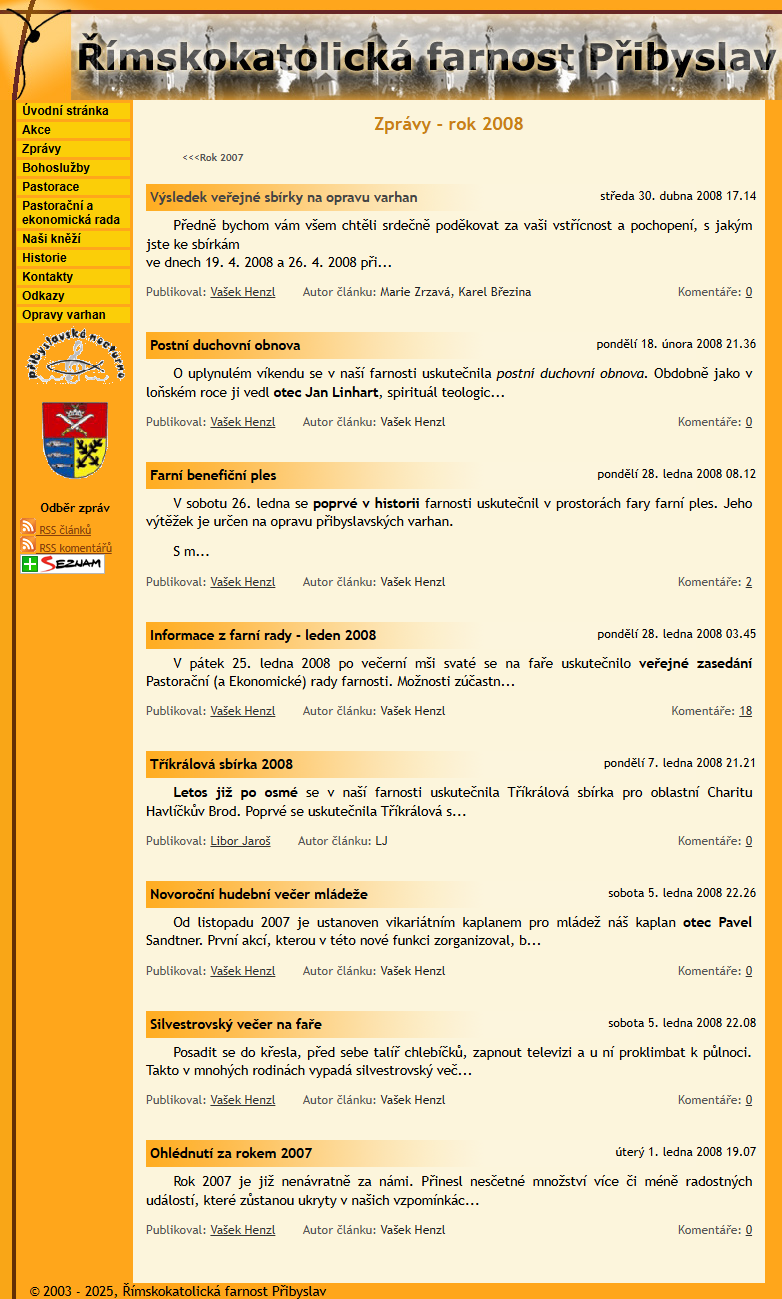 Římskokatolická farnost Přibyslav
Úvodní stránka
Akce
Zprávy
Bohoslužby
Pastorace
Pastorační a
ekonomická rada
Naši kněží
Historie
Kontakty
Odkazy
Opravy varhan
přibyslavská nocturna
Odběr zpráv
RSS článků
RSS komentářů
SEZNAM
Zprávy - rok 2008
<<<Rok 2007
Výsledek veřejné sbírky na opravu varhan středa 30. dubna 2008 17.14
Předně bychom vám všem chtěli srdečně poděkovat za vaši vstřícnost a pochopení, s jakým
jste ke sbírkám
ve dnech 19. 4. 2008 a 26. 4. 2008 při...
Publikoval: Vašek Henzl Autor článku: Marie Zrzavá, Karel Březina Komentáře: 0
Postní duchovní obnova pondělí 18. února 2008 21.36
O uplynulém víkendu se v naší farnosti uskutečnila postní duchovní obnova. Obdobně jako v
loňském roce ji vedl otec Jan Linhart, spirituál teologic...
Publikoval: Vašek Henzl Autor článku: Vašek Henzl Komentáře: 0
Farní benefiční ples pondělí 28. ledna 2008 08.12
V sobotu 26. ledna se poprvé v historii farnosti uskutečnil v prostorách fary farní ples. Jeho
výtěžek je určen na opravu přibyslavských varhan.
S m...
Publikoval: Vašek Henzl Autor článku: Vašek Henzl Komentáře: 2
Informace z farní rady - leden 2008 pondělí 28. ledna 2008 03.45
V pátek 25. ledna 2008 po večerní mši svaté se na faře uskutečnilo veřejné zasedání
Pastorační (a Ekonomické) rady farnosti. Možnosti zúčastn...
Publikoval: Vašek Henzl Autor článku: Vašek Henzl Komentáře: 18
Tříkrálová sbírka 2008 pondělí 7. ledna 2008 21.21
Letos již po osmé se v naší farnosti uskutečnila Tříkrálová sbírka pro oblastní Charitu
Havlíčkův Brod. Poprvé se uskutečnila Tříkrálová s...
Publikoval: Libor Jaroš Autor článku: LJ Komentáře: 0
Novoroční hudební večer mládeže sobota 5. ledna 2008 22.26
Od listopadu 2007 je ustanoven vikariátním kaplanem pro mládež náš kaplan otec Pavel
Sandtner. První akcí, kterou v této nové funkci zorganizoval, b...
Publikoval: Vašek Henzl Autor článku: Vašek Henzl Komentáře: 0
Silvestrovský večer na faře sobota 5. ledna 2008 22.08
Posadit se do křesla, před sebe talíř chlebíčků, zapnout televizi a u ní proklimbat k půlnoci.
Takto v mnohých rodinách vypadá silvestrovský več...
Publikoval: Vašek Henzl Autor článku: Vašek Henzl Komentáře: 0
Ohlédnutí za rokem 2007 úterý 1. ledna 2008 19.07
Rok 2007 je již nenávratně za námi. Přinesl nesčetné množství více či méně radostných
událostí, které zůstanou ukryty v našich vzpomínkác...
Publikoval: Vašek Henzl Autor článku: Vašek Henzl Komentáře: 0
© 2003 - 2025, Římskokatolická farnost Přibyslav